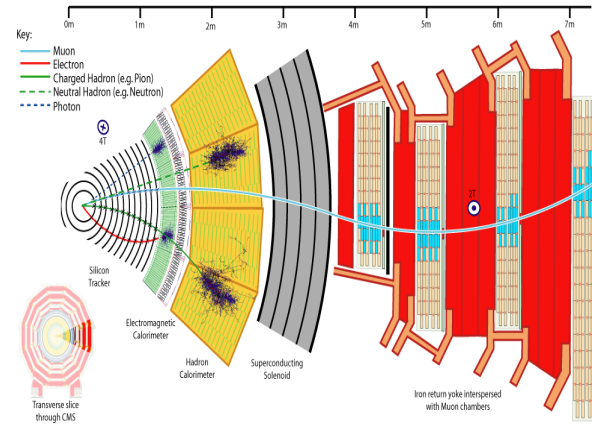 0m 1m 2m 3m 4m 5m 6m 7m
Key:
Muon
Electron
Charged Hadron (e.g. Pion)
Neutral Hadron (e.g. Neutron)
Photon
4T
2T
Silicon
Tracker
Electromagnetic
Calorimeter
Hadron
Calorimeter
Superconducting
Solenoid
Iron return yoke interspersed
with Muon chambers
Transverse slice
through CMS